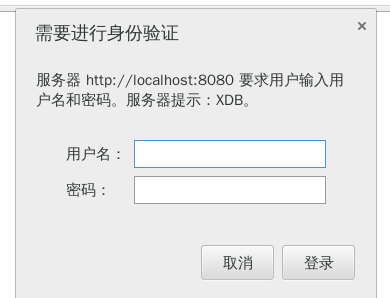 需要进行身份验证
服务器 http://localhost:8080 要求用户输入用
户名和密码。服务器提示：XDB。
用户名：
密码：
取消 登录